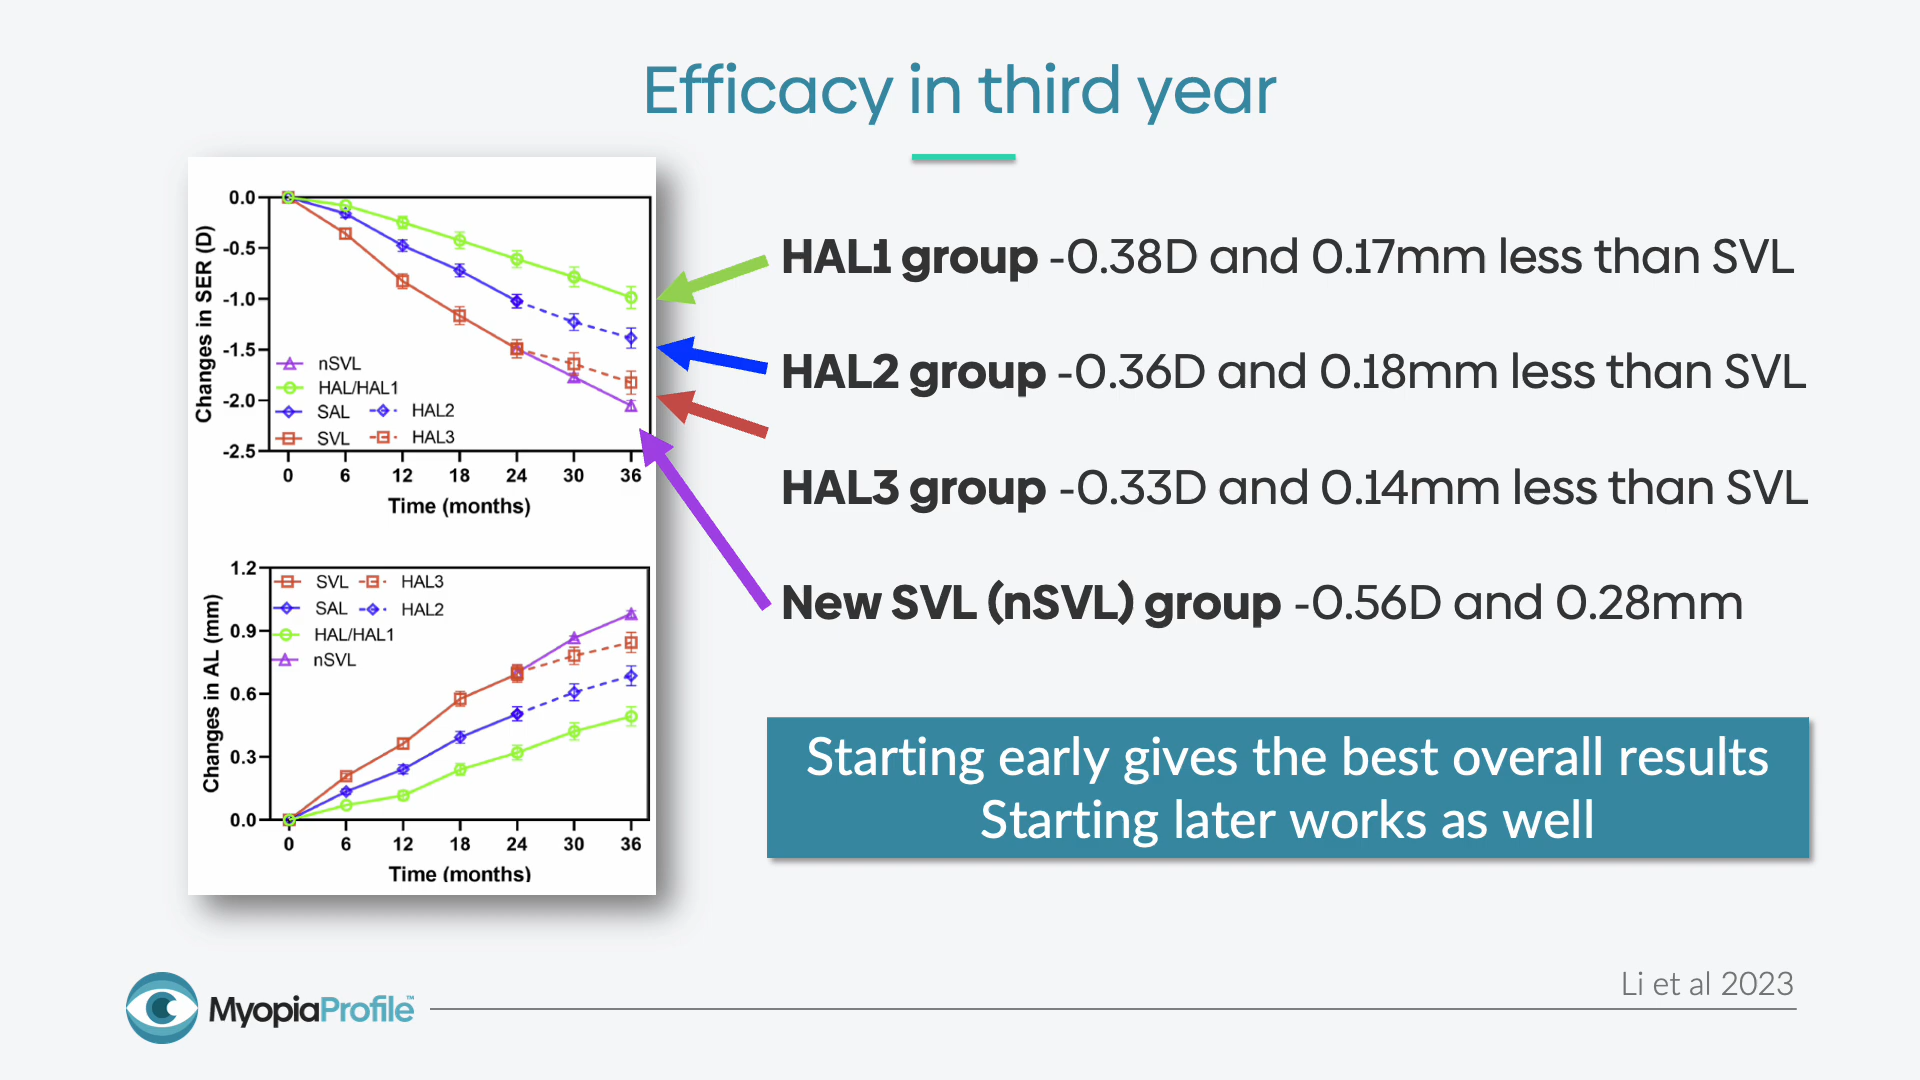 Efficacy in third year
0.0
-0.5
-1.0
-1.5
-2.0
-2.5
Changes in SER (D)
nSVL
HAL/HAL1
SAL HAL2
SVL HAL3
0 6 12 18 24 30 36
Time (months)
1.2
0.9
0.6
0.3
0.0
Changes in AL (mm)
SVL HAL3
SAL HAL2
HAL/HAL1
nSVL
0 6 12 18 24 30 36
Time (months)
HAL1 group -0.38D and 0.17mm less than SVL
HAL2 group -0.36D and 0.18mm less than SVL
HAL3 group -0.33D and 0.14mm less than SVL
New SVL (nSVL) group -0.56D and 0.28mm
Starting early gives the best overall results
Starting later works as well
Li et al 2023
MyopiaProfile™